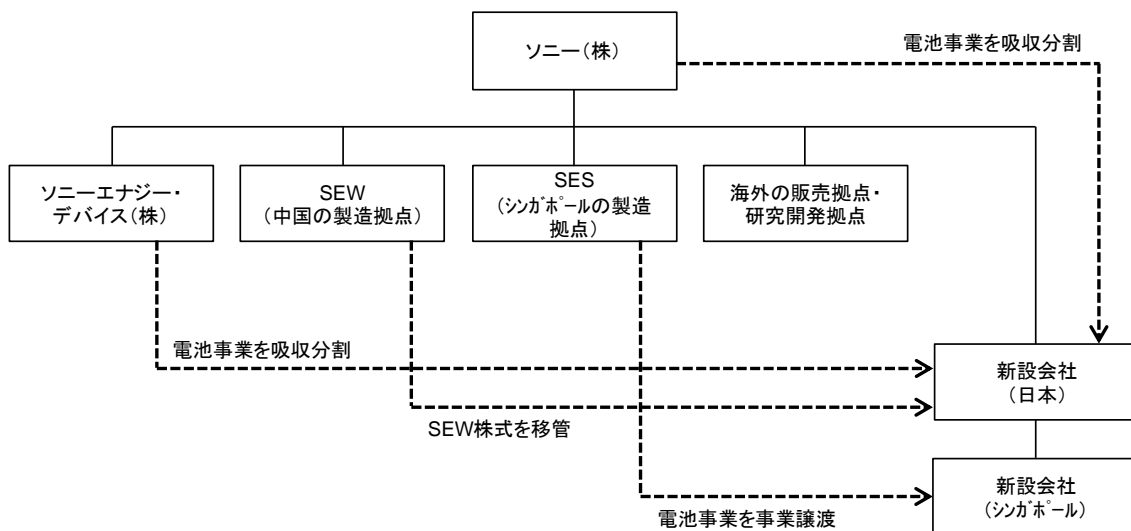 ソニー(株)
電池事業を吸収分割
ソニーエナジー・
デバイス(株)
SEW
(中国の製造拠点)
SES
(シンガポールの製造
拠点)
海外の販売拠点・
研究開発拠点
電池事業を吸収分割
新設会社
(日本)
SEW株式を移管
新設会社
(シンガポール)
電池事業を事業譲渡